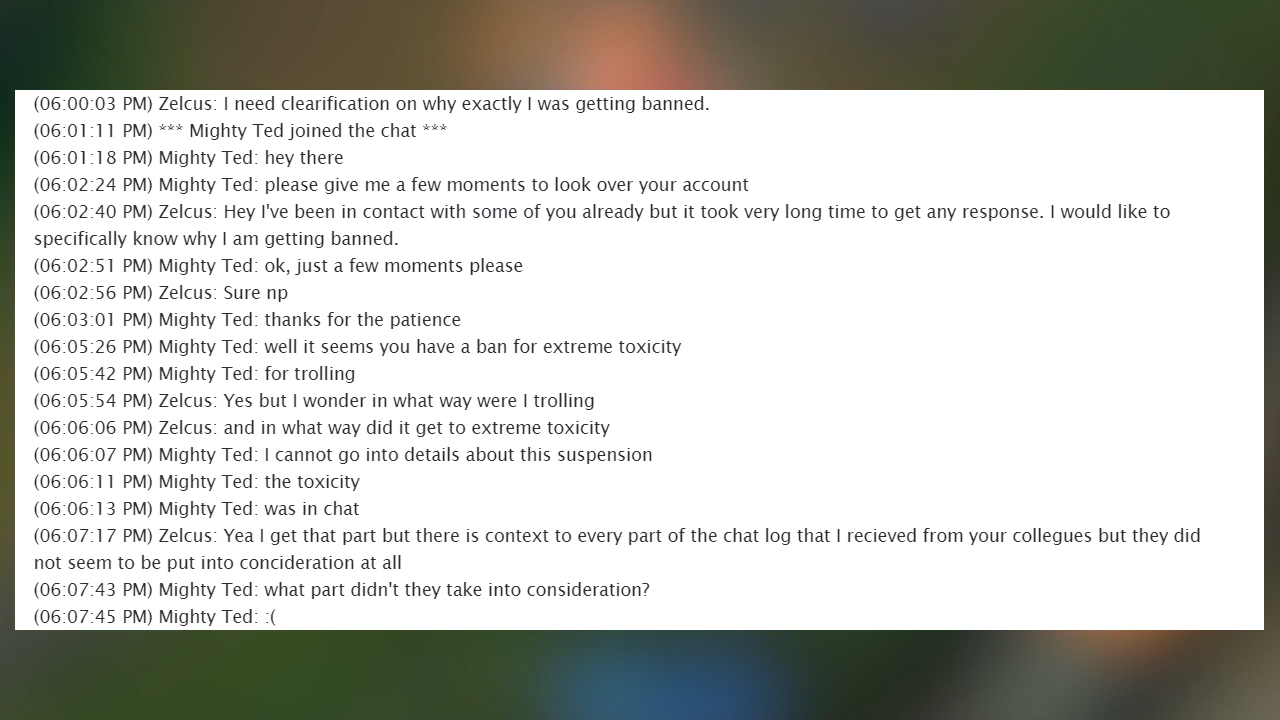 (06:00:03 PM) Zelcus: I need clearification on why exactly I was getting banned.
(06:01:11 PM) *** Mighty Ted joined the chat ***
(06:01:18 PM) Mighty Ted: hey there
(06:02:24 PM) Mighty Ted: please give me a few moments to look over your account
(06:02:40 PM) Zelcus: Hey I've been in contact with some of you already but it took very long time to get any response. I would like to
specifically know why I am getting banned.
(06:02:51 PM) Mighty Ted: ok, just a few moments please
(06:02:56 PM) Zelcus: Sure np
(06:03:01 PM) Mighty Ted: thanks for the patience
(06:05:26 PM) Mighty Ted: well it seems you have a ban for extreme toxicity
(06:05:42 PM) Mighty Ted: for trolling
(06:05:54 PM) Zelcus: Yes but I wonder in what way were I trolling
(06:06:06 PM) Zelcus: and in what way did it get to extreme toxicity
(06:06:07 PM) Mighty Ted: I cannot go into details about this suspension
(06:06:11 PM) Mighty Ted: the toxicity
(06:06:13 PM) Mighty Ted: was in chat
(06:07:17 PM) Zelcus: Yea I get that part but there is context to every part of the chat log that I recieved from your collegues but they did
not seem to be put into concideration at all
(06:07:43 PM) Mighty Ted: what part didn't they take into consideration?
(06:07:45 PM) Mighty Ted: :(